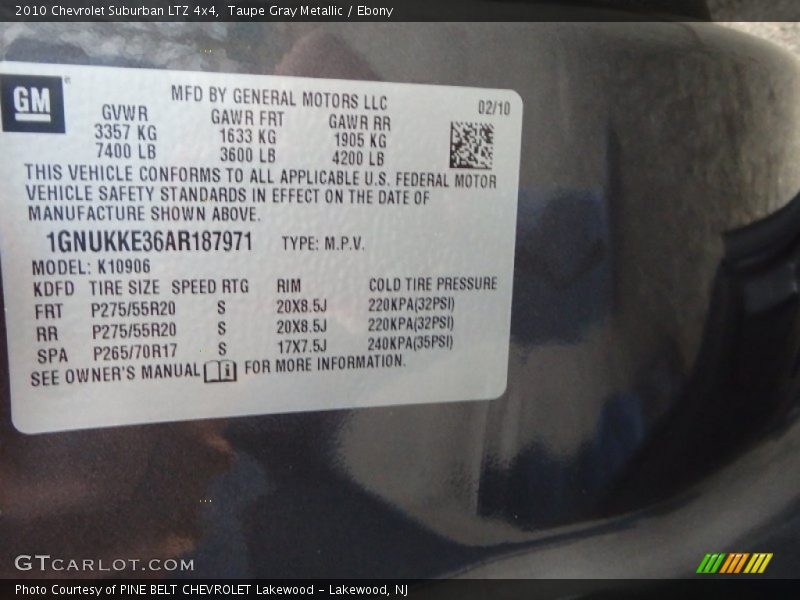 2010 Chevrolet Suburban LTZ 4x4,  Taupe Gray Metallic / Ebony
GM
MFD BY GENERAL MOTORS LLC
02/10
GVWR GAWR FRT GAWR RR
3357 KG 1633 KG 1905 KG
7400 LB 3600 LB 4200 LB
THIS VEHICLE CONFORMS TO ALL APPLICABLE U.S. FEDERAL MOTOR
VEHICLE SAFETY STANDARDS IN EFFECT ON THE DATE OF
MANUFACTURE SHOWN ABOVE.
1GNUKKE36AR187971 TYPE: M.P.V.
MODEL: K10906
KDFD TIRE SIZE SPEED RTG RIM COLD TIRE PRESSURE
FRT P275/55R20 S 20X8.5J 220KPA(32PSI)
RR P275/55R20 S 20X8.5J 220KPA(32PSI)
SPA P265/70R17 S 17X7.5J 240KPA(35PSI)
SEE OWNER'S MANUAL FOR MORE INFORMATION.
GTCARLOT.COM
Photo Courtesy of PINE BELT CHEVROLET Lakewood - Lakewood, NJ